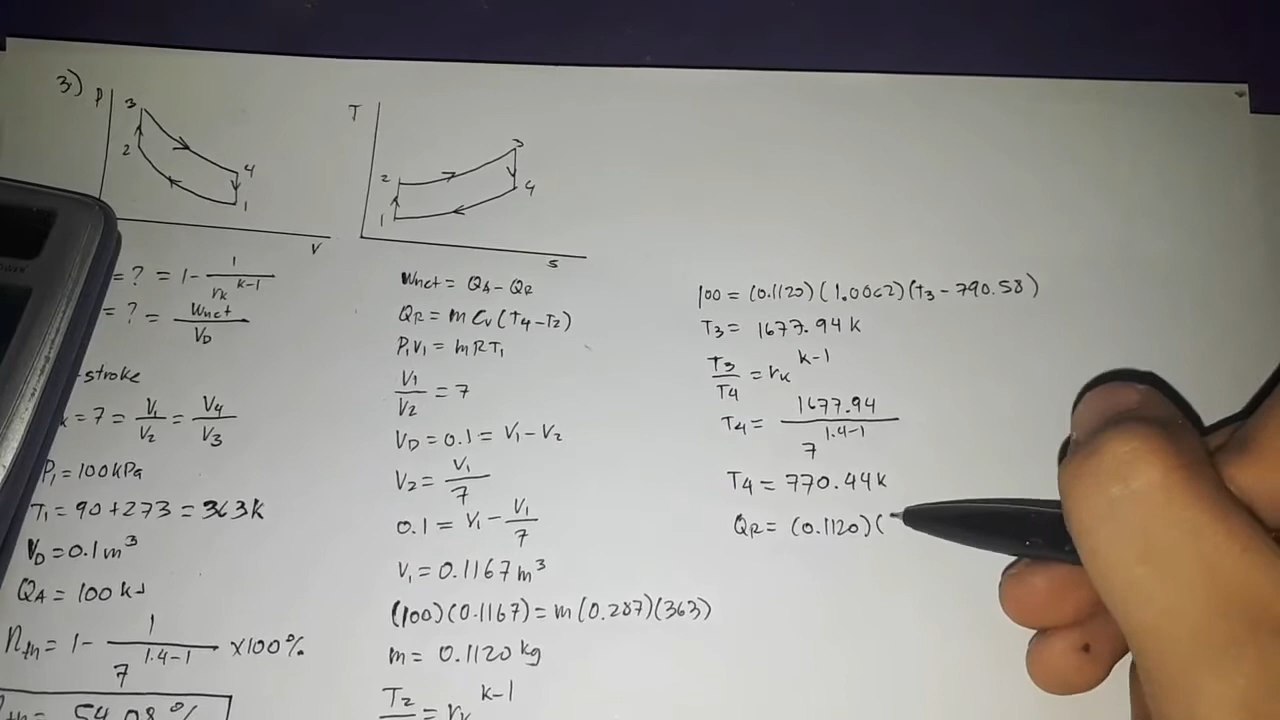 3)
P
3
2
4
1
V
T
3
2
4
1
s
= ? = 1 - 1 / rk^(k-1)
= ? = Wnet / VD
-stroke
k = 7 = V1/V2 = V4/V3
P1 = 100 kPa
T1 = 90 + 273 = 363 k
VD = 0.1 m^3
QA = 100 kJ
nth = 1 - 1 / 7^(1.4-1) x100%
54.08 %
Wnet = QA - QR
QR = m Cv (T4 - T2)
P1V1 = mRT1
V1/V2 = 7
VD = 0.1 = V1 - V2
V2 = V1/7
0.1 = V1 - V1/7
V1 = 0.1167 m^3
(100)(0.1167) = m(0.287)(363)
m = 0.1120 kg
T2 = rk^(k-1)
100 = (0.1120)(1.0062)(T3 - 790.58)
T3 = 1677.94 k
T3/T4 = rk^(k-1)
T4 = 1677.94 / 7^(1.4-1)
T4 = 770.44 k
QR = (0.1120)(